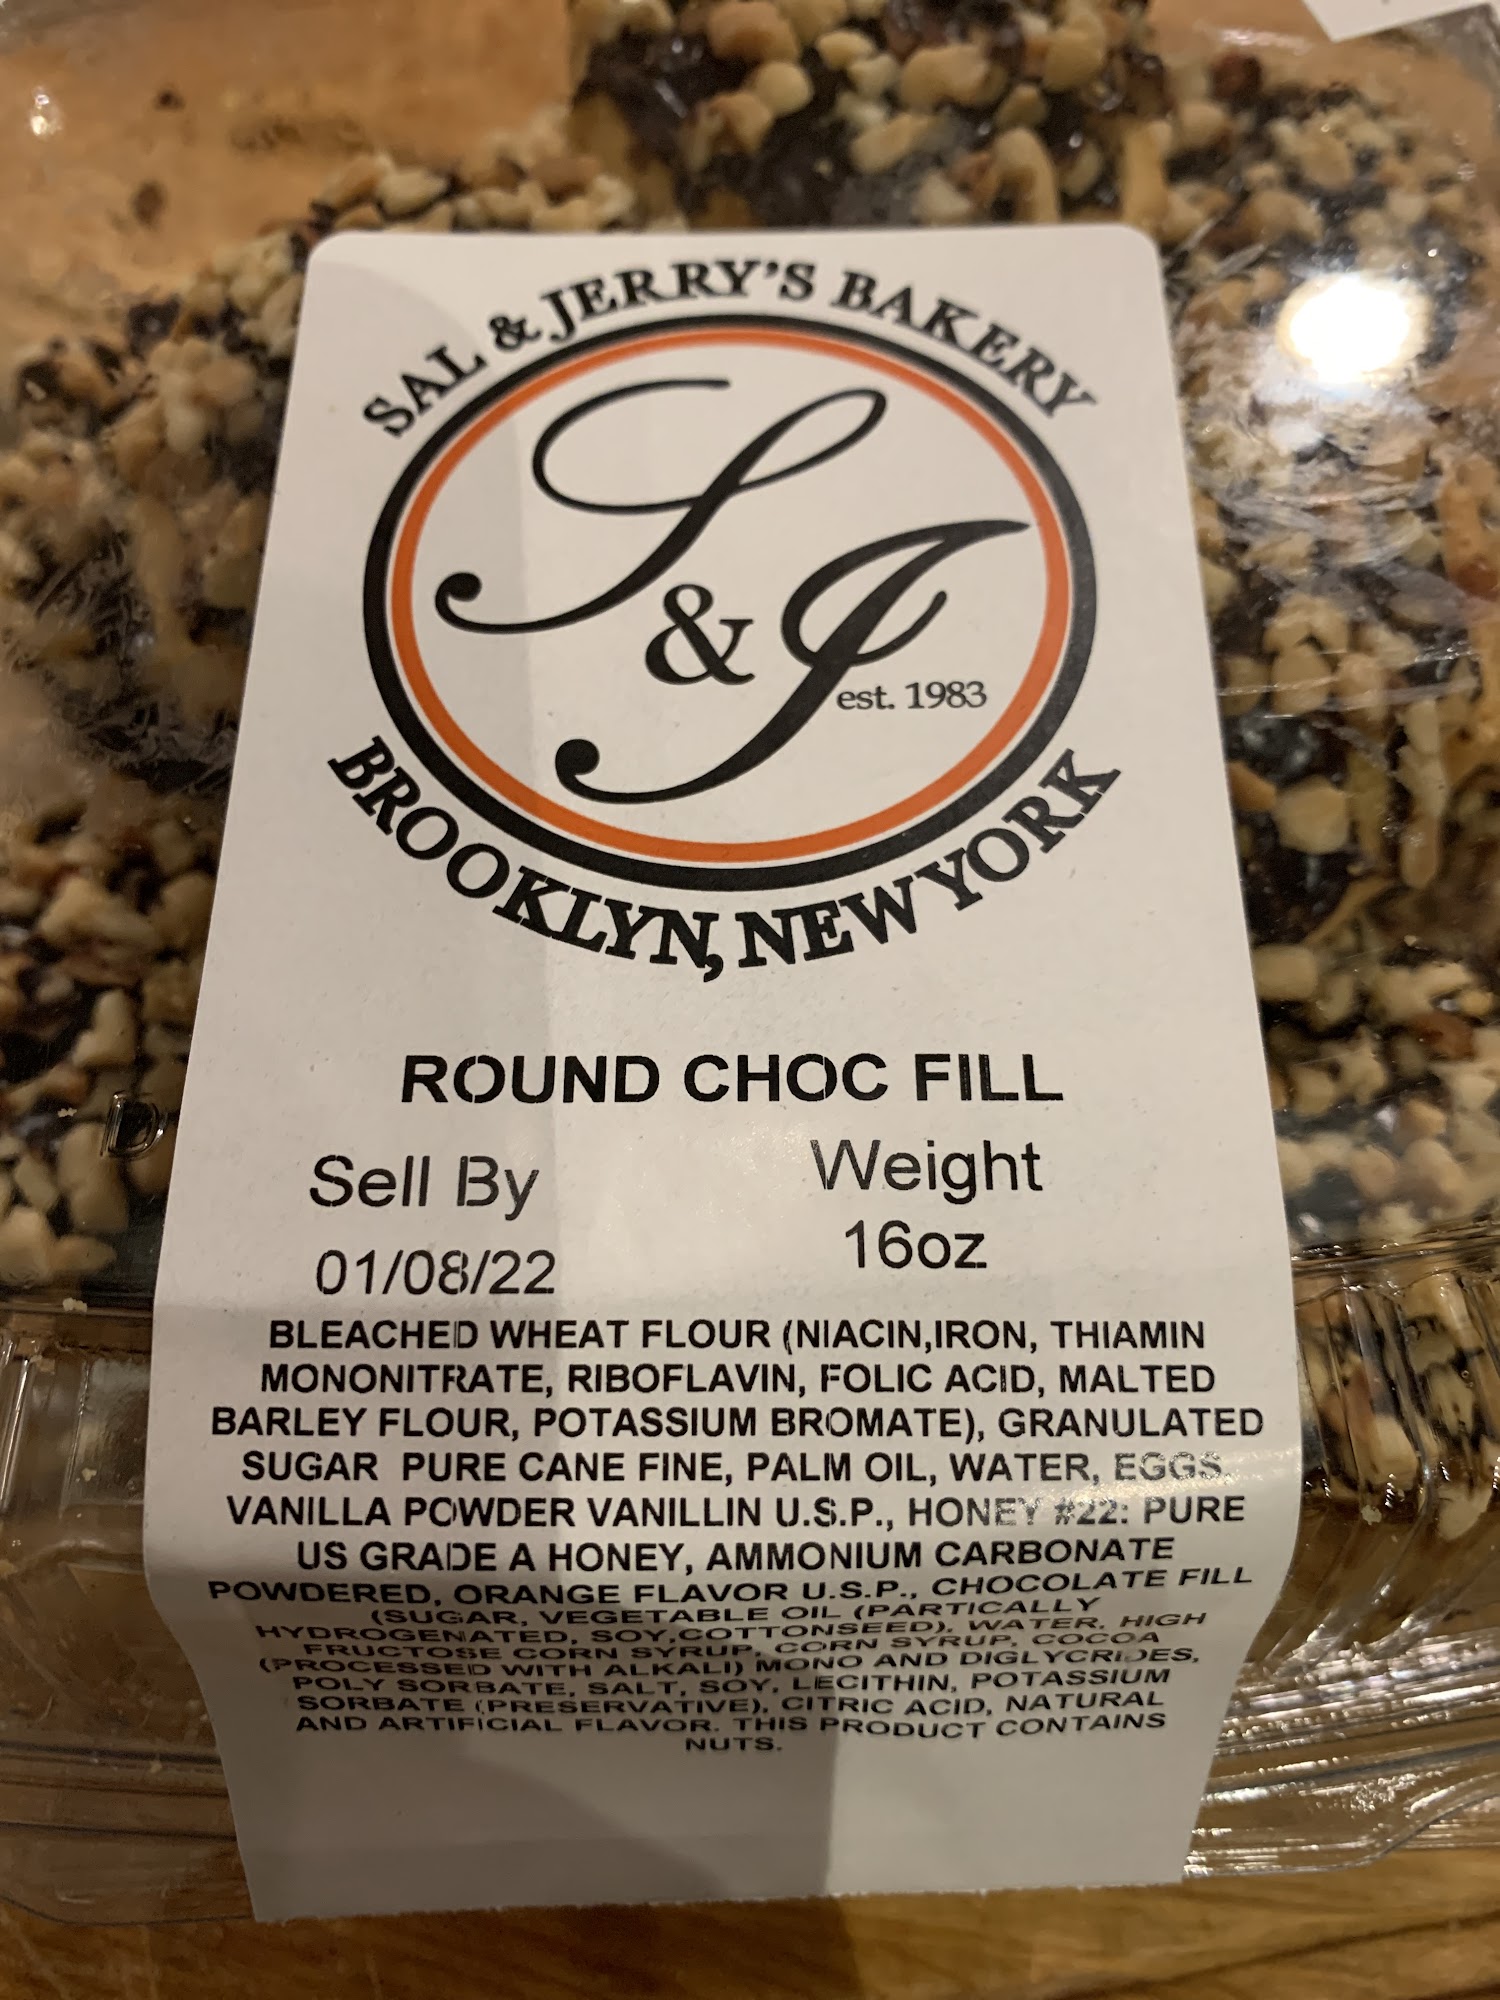 SAL & JERRY'S BAKERY
S & J
est. 1983
BROOKLYN, NEW YORK
ROUND CHOC FILL
Sell By
Weight
01/08/22
16oz
BLEACHED WHEAT FLOUR (NIACIN,IRON, THIAMIN
MONONITRATE, RIBOFLAVIN, FOLIC ACID, MALTED
BARLEY FLOUR, POTASSIUM BROMATE), GRANULATED
SUGAR PURE CANE FINE, PALM OIL, WATER, EGGS,
VANILLA POWDER VANILLIN U.S.P., HONEY #22: PURE
US GRADE A HONEY, AMMONIUM CARBONATE
POWDERED, ORANGE FLAVOR U.S.P., CHOCOLATE FILL
(SUGAR, VEGETABLE OIL (PARTICALLY
HYDROGENATED, SOY,COTTONSEED), WATER, HIGH
FRUCTOSE CORN SYRUP, CORN SYRUP, COCOA
(PROCESSED WITH ALKALI) MONO AND DIGLYCRIDES,
POLY SORBATE, SALT, SOY, LECITHIN, POTASSIUM
SORBATE (PRESERVATIVE), CITRIC ACID, NATURAL
AND ARTIFICIAL FLAVOR. THIS PRODUCT CONTAINS
NUTS.